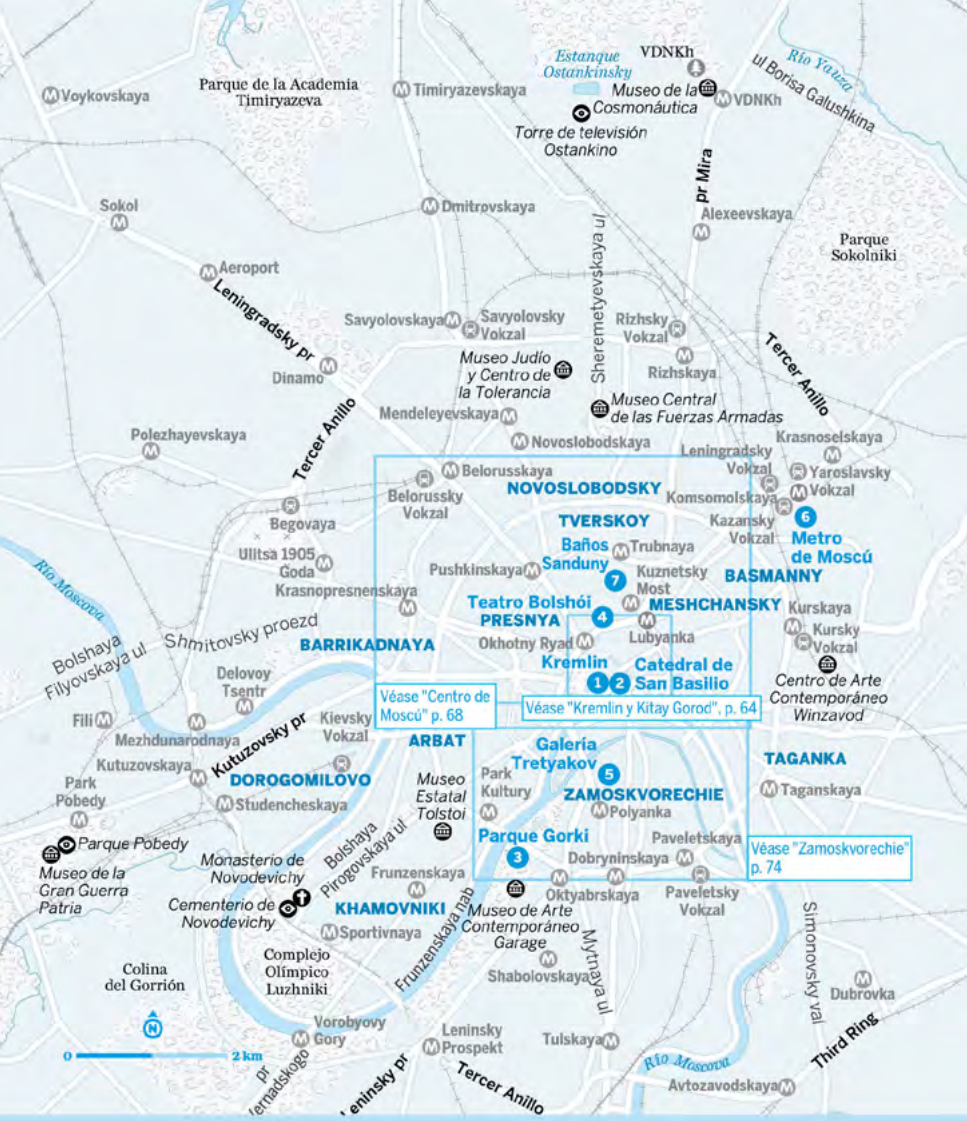 Estanque
Ostankinsky
VDNKh
Río Yauza
ul Borisa Galushkina
Parque de la Academia
Timiryazeva
Voykovskaya
Timiryazevskaya
Museo de la
Cosmonáutica
VDNKh
Torre de televisión
Ostankino
pr Mira
Sokol
Dmitrovskaya
Alexeevskaya
Parque
Sokolniki
Aeroport
Leningradsky pr
Sheremetyevskaya ul
Savyolovskaya
Savyolovsky
Vokzal
Rizhsky
Vokzal
Rizhskaya
Tercer Anillo
Dinamo
Museo Judío
y Centro de
la Tolerancia
Tercer Anillo
Mendeleyevskaya
Museo Central
de las Fuerzas Armadas
Polezhayevskaya
Novoslobodskaya
Krasnoselskaya
Leningradsky
Vokzal
Yaroslavsky
Vokzal
Belorusskaya
Belorussky
Vokzal
NOVOSLOBODSKY
Komsomolskaya
Begovaya
TVERSKOY
Kazansky
Vokzal
6
Metro
de Moscú
Ulitsa 1905
Goda
Baños
Sanduny
7
Trubnaya
Pushkinskaya
Kuznetsky
Most
BASMANNY
Krasnopresnenskaya
Río Moscova
Teatro Bolshói
4
PRESNYA
MESHCHANSKY
Kurskaya
Kursky
Vokzal
Shmitovsky proezd
Bolshaya
Filyovskaya ul
BARRIKADNAYA
Okhotny Ryad
Lubyanka
Kremlin
1
2
Catedral de
San Basilio
Centro de Arte
Contemporáneo
Winzavod
Delovoy
Tsentr
Véase "Centro de
Moscú" p. 68
Véase "Kremlin y Kitay Gorod", p. 64
Fili
Mezhdunarodnaya
Kutuzovsky pr
Kievsky
Vokzal
ARBAT
Galería
Tretyakov
5
TAGANKA
Kutuzovskaya
DOROGOMILOVO
Park
Pobedy
Studencheskaya
Museo
Estatal
Tolstoi
Park
Kultury
ZAMOSKVORECHIE
Taganskaya
Polyanka
Parque Pobedy
Museo de la
Gran Guerra
Patria
Bolshaya
Pirogovskaya ul
Parque Gorki
3
Paveletskaya
Dobryninskaya
Véase "Zamoskvorechie"
p. 74
Monasterio de
Novodevichy
Frunzenskaya
Oktyabrskaya
Paveletsky
Vokzal
Cementerio de
Novodevichy
KHAMOVNIKI
Museo de Arte
Contemporáneo
Garage
Frunzenskaya nab
Sportivnaya
Mytnaya ul
Simonovsky val
Colina
del Gorrión
Complejo
Olímpico
Luzhniki
Shabolovskaya
Dubrovka
N
0
2 km
Vorobyovy
Gory
Leninsky
Prospekt
Tulskaya
Third Ring
Río Moscova
pr
Vernadskogo
Leninsky pr
Tercer Anillo
Avtozavodskaya